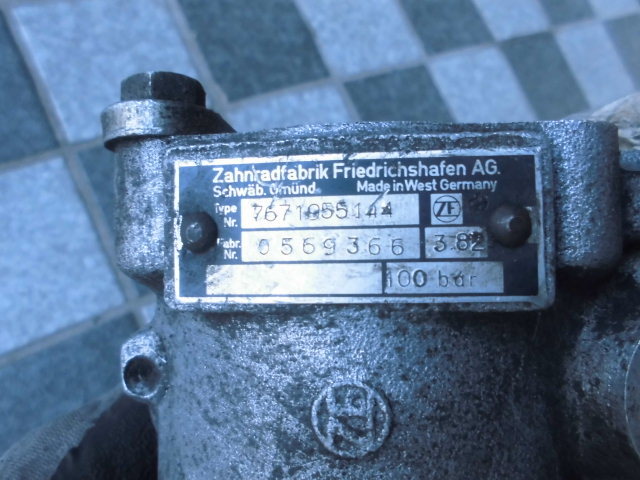 Zahnradfabrik Friedrichshafen AG.
Schwäb. Gmünd Made in West Germany
Type Nr. 7671955144 ZF
Fabr. Nr. 0569366 3.82
100 bar
ZF